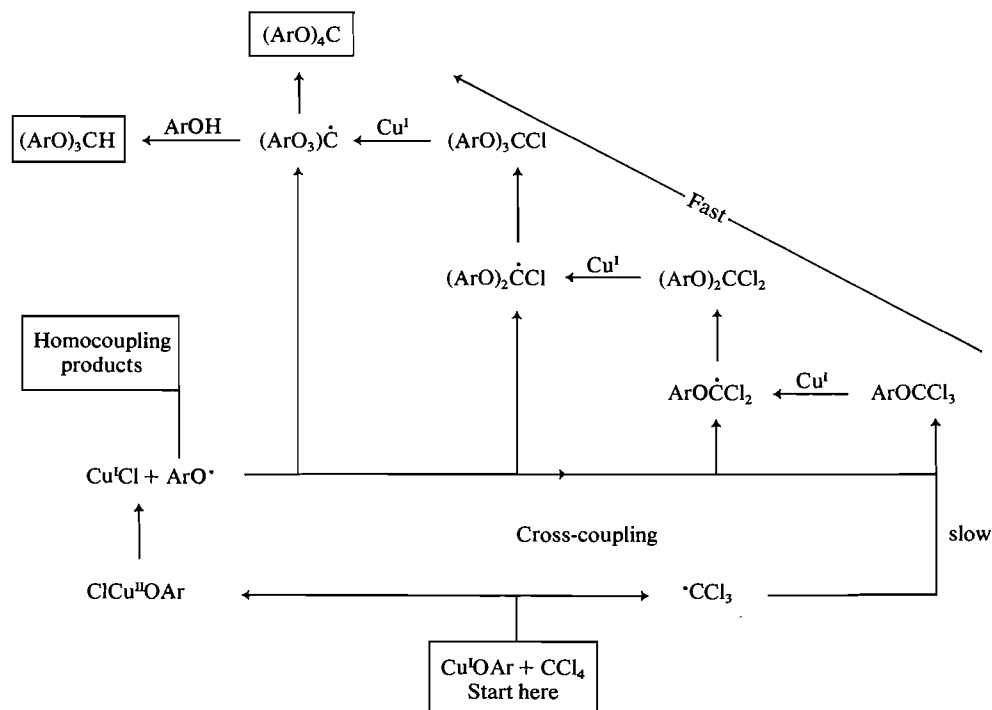 (ArO)₄C
(ArO)₃CH
ArOH
(ArO₃)Ċ
Cuᴵ
(ArO)₃CCl
Fast
(ArO)₂ĊCl
Cuᴵ
(ArO)₂CCl₂
Homocoupling
products
ArOĊCl₂
Cuᴵ
ArOCCl₃
CuᴵCl + ArO•
Cross-coupling
slow
ClCuᴵᴵOAr
•CCl₃
CuᴵOAr + CCl₄
Start here